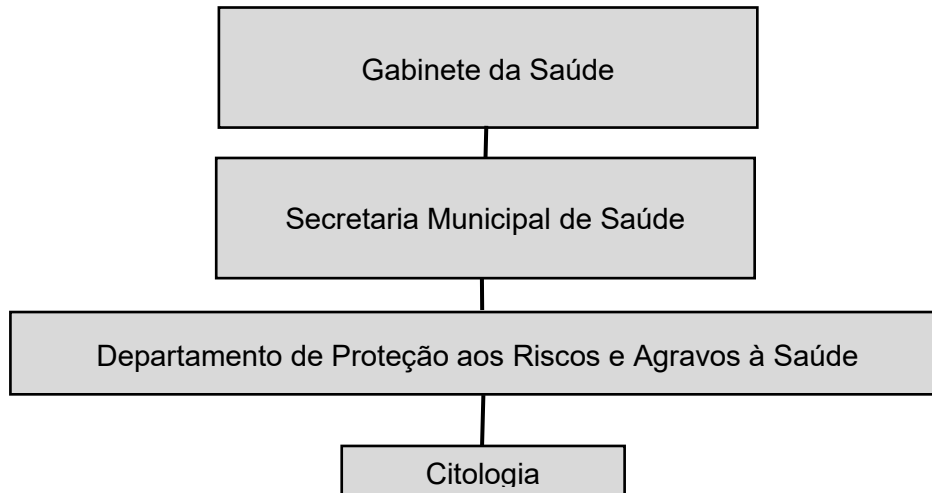 Gabinete da Saúde
Secretaria Municipal de Saúde
Departamento de Proteção aos Riscos e Agravos à Saúde
Citologia